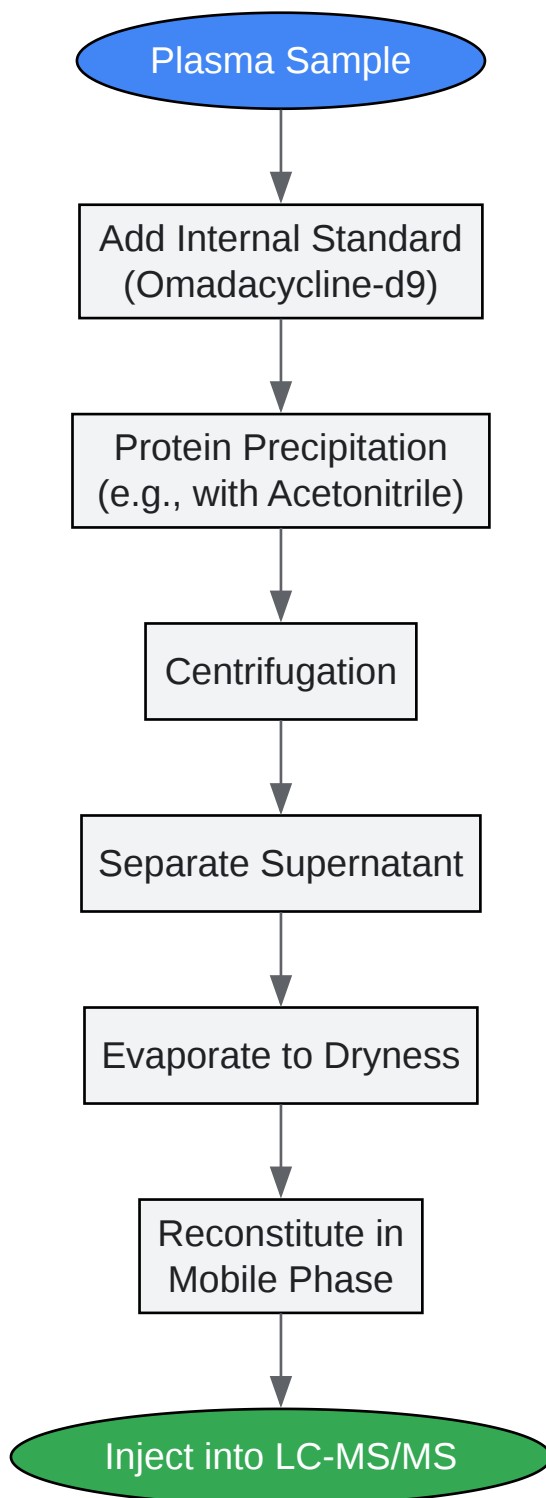 Plasma Sample
Add Internal Standard
(Omadacycline-d9)
Protein Precipitation
(e.g., with Acetonitrile)
Centrifugation
Separate Supernatant
Evaporate to Dryness
Reconstitute in
Mobile Phase
Inject into LC-MS/MS